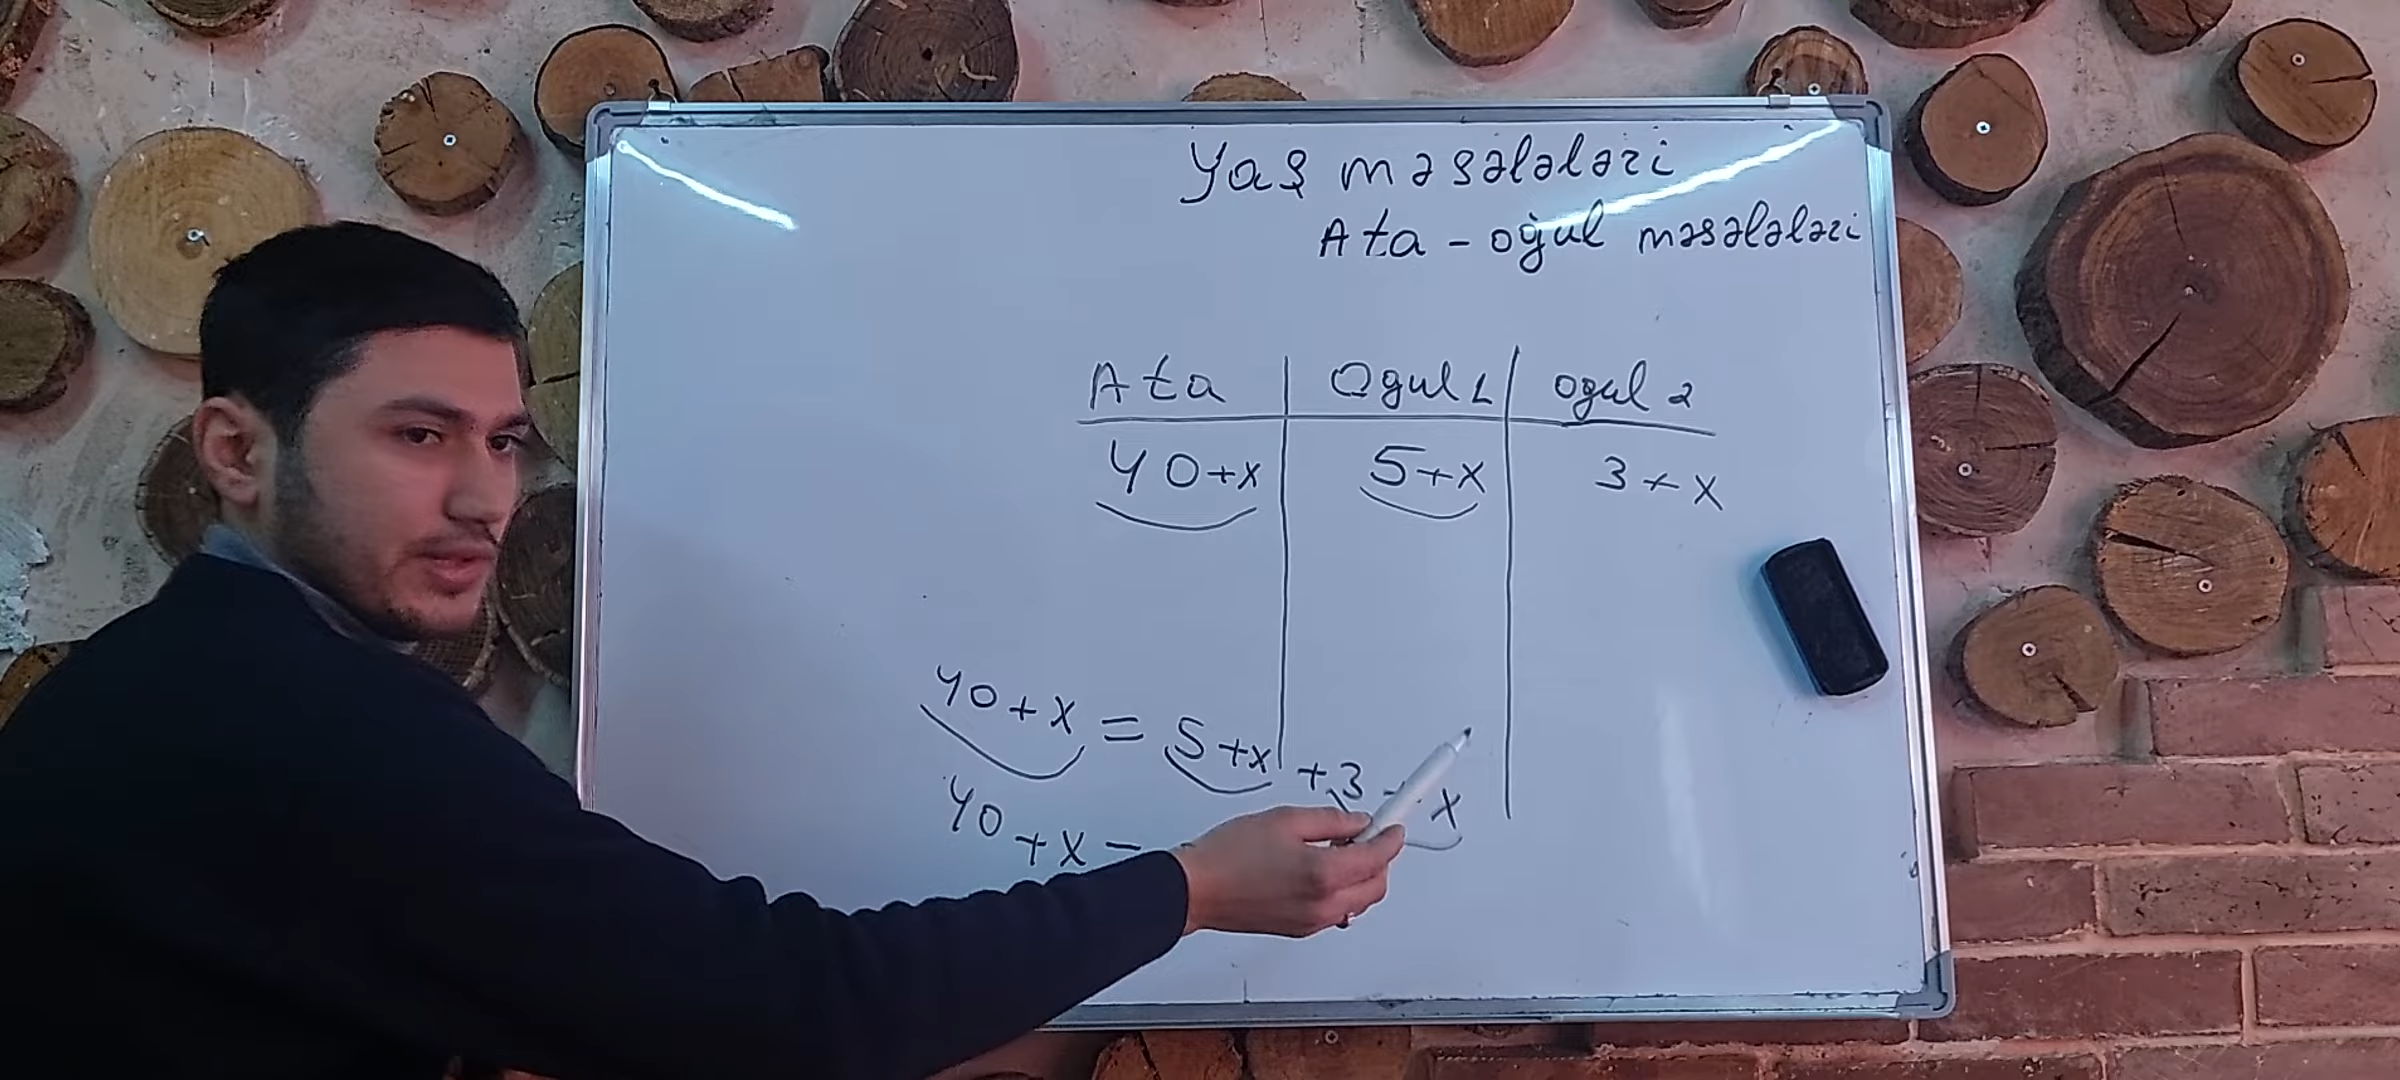 Yaş məsələləri
Ata - oğul məsələləri
Ata Oğul 1 oğul 2
40+x 5+x 3+x
40+x = 5+x +3+x
40+x =